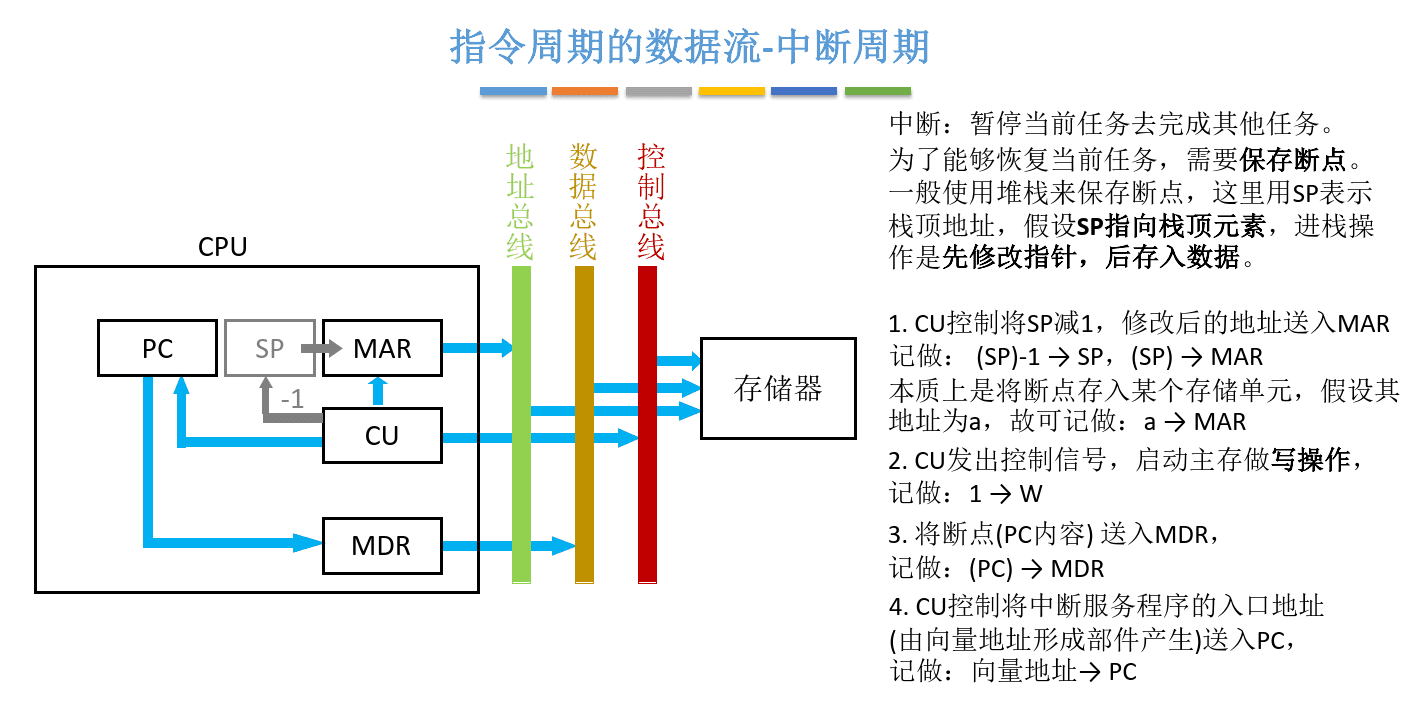 指令周期的数据流-中断周期
地址总线
数据总线
控制总线
CPU
PC
SP
MAR
-1
CU
MDR
存储器
中断：暂停当前任务去完成其他任务。
为了能够恢复当前任务，需要保存断点。
一般使用堆栈来保存断点，这里用SP表示
栈顶地址，假设SP指向栈顶元素，进栈操
作是先修改指针，后存入数据。
1. CU控制将SP减1，修改后的地址送入MAR
记做： (SP)-1 → SP，(SP) → MAR
本质上是将断点存入某个存储单元，假设其
地址为a，故可记做：a → MAR
2. CU发出控制信号，启动主存做写操作，
记做：1 → W
3. 将断点(PC内容) 送入MDR，
记做：(PC) → MDR
4. CU控制将中断服务程序的入口地址
(由向量地址形成部件产生)送入PC，
记做：向量地址→ PC